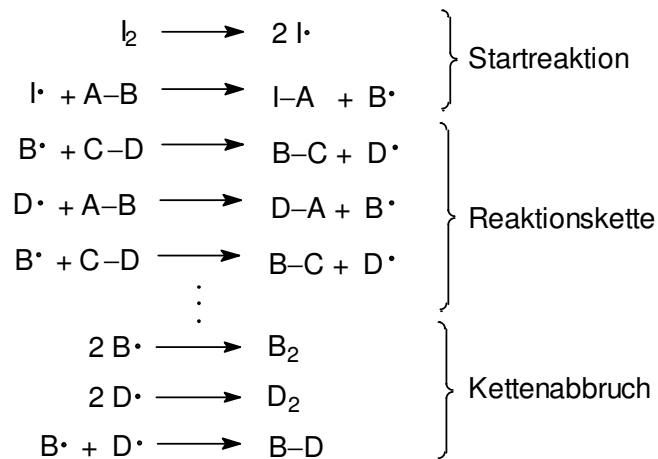 I₂ ⟶ 2 I•
Startreaktion
I• + A–B ⟶ I–A + B•
B• + C–D ⟶ B–C + D•
D• + A–B ⟶ D–A + B•
Reaktionskette
B• + C–D ⟶ B–C + D•
2 B• ⟶ B₂
2 D• ⟶ D₂
Kettenabbruch
B• + D• ⟶ B–D